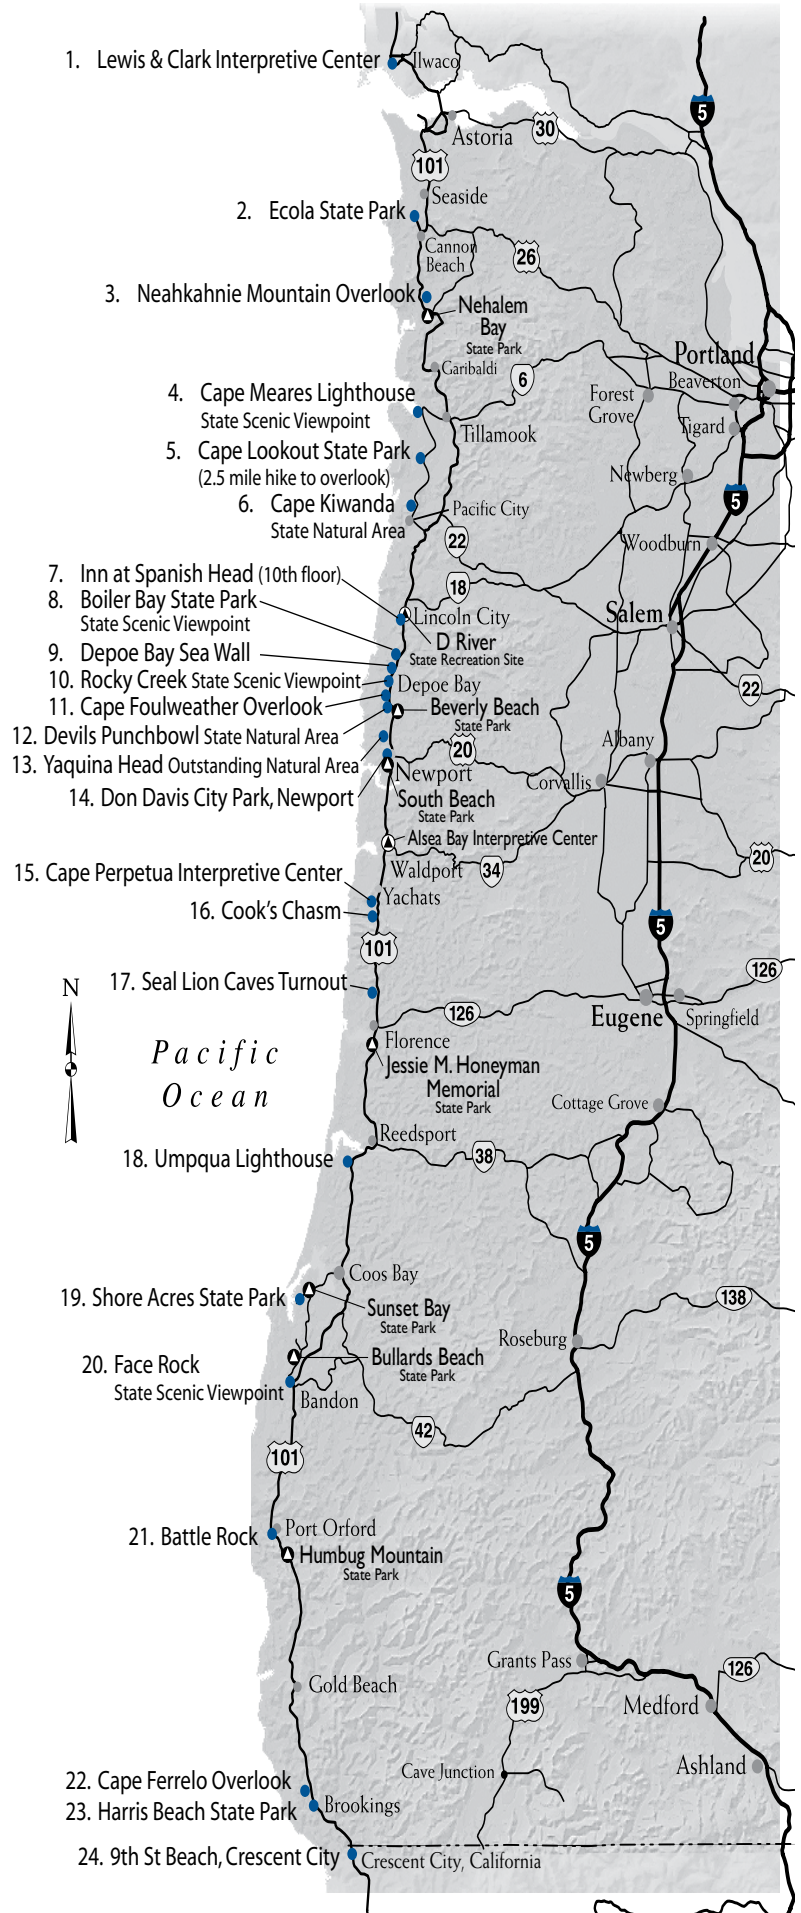 1. Lewis & Clark Interpretive Center
Ilwaco
5
Astoria
30
101
Seaside
2. Ecola State Park
Cannon
Beach
26
3. Neahkahnie Mountain Overlook
Nehalem
Bay
State Park
Portland
Garibaldi
6
Beaverton
4. Cape Meares Lighthouse
State Scenic Viewpoint
Forest
Grove
Tillamook
Tigard
5. Cape Lookout State Park
(2.5 mile hike to overlook)
Newberg
5
6. Cape Kiwanda
State Natural Area
Pacific City
22
Woodburn
7. Inn at Spanish Head (10th floor)
18
8. Boiler Bay State Park
State Scenic Viewpoint
Lincoln City
Salem
D River
State Recreation Site
9. Depoe Bay Sea Wall
10. Rocky Creek State Scenic Viewpoint
Depoe Bay
22
11. Cape Foulweather Overlook
Beverly Beach
State Park
12. Devils Punchbowl State Natural Area
20
Albany
13. Yaquina Head Outstanding Natural Area
Newport
Corvallis
14. Don Davis City Park, Newport
South Beach
State Park
Alsea Bay Interpretive Center
20
Waldport
34
15. Cape Perpetua Interpretive Center
Yachats
16. Cook's Chasm
5
101
126
N
17. Seal Lion Caves Turnout
126
Eugene
Springfield
Florence
Pacific
Ocean
Jessie M. Honeyman
Memorial
State Park
Cottage Grove
Reedsport
18. Umpqua Lighthouse
38
5
Coos Bay
19. Shore Acres State Park
138
Sunset Bay
State Park
Roseburg
20. Face Rock
State Scenic Viewpoint
Bullards Beach
State Park
Bandon
42
101
Port Orford
21. Battle Rock
Humbug Mountain
State Park
5
Grants Pass
126
Gold Beach
199
Medford
Ashland
Cave Junction
22. Cape Ferrelo Overlook
23. Harris Beach State Park
Brookings
24. 9th St Beach, Crescent City
Crescent City, California